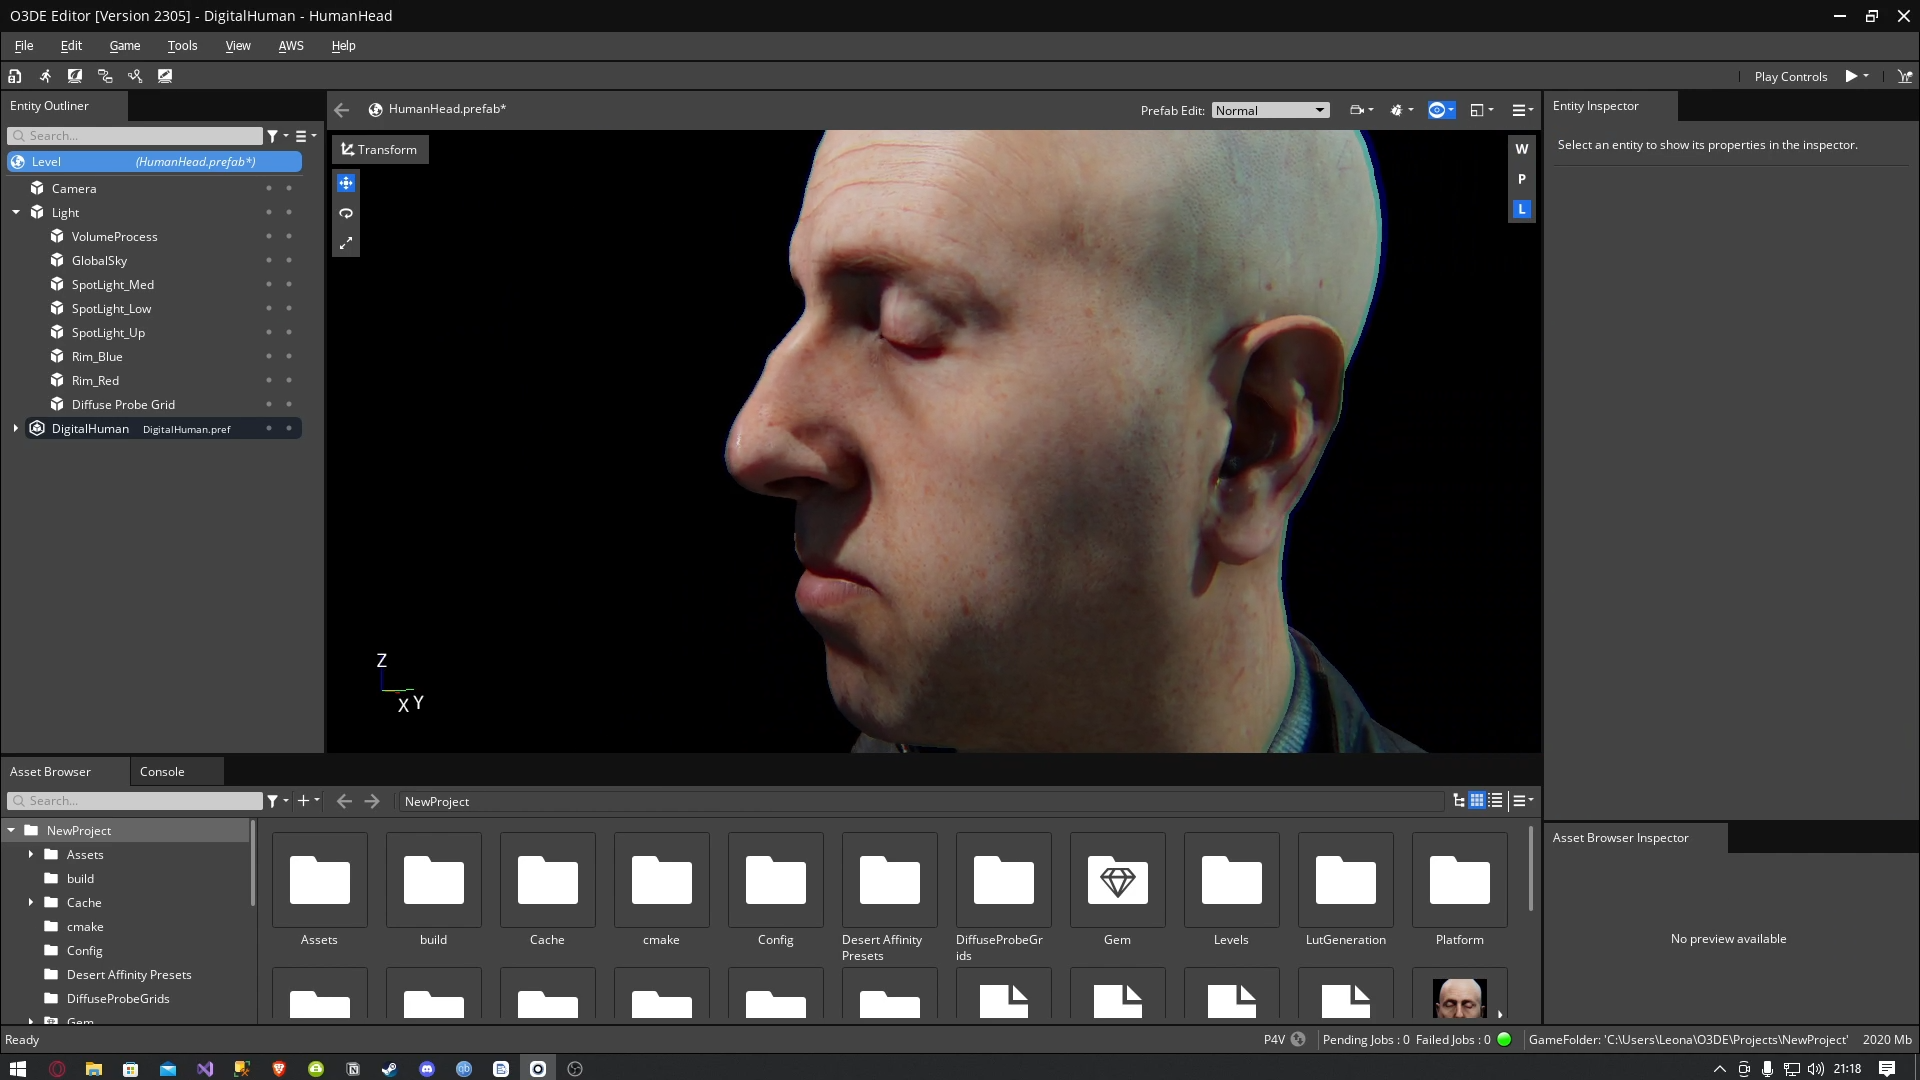 O3DE Editor [Version 2305] - DigitalHuman - HumanHead
File Edit Game Tools View AWS Help
Play Controls
Entity Outliner
Search...
Level (HumanHead.prefab*)
Camera
Light
VolumeProcess
GlobalSky
SpotLight_Med
SpotLight_Low
SpotLight_Up
Rim_Blue
Rim_Red
Diffuse Probe Grid
DigitalHuman DigitalHuman.pref
HumanHead.prefab*
Prefab Edit: Normal
Transform
W
P
L
Z
X Y
Entity Inspector
Select an entity to show its properties in the inspector.
Asset Browser Console
Search...
NewProject
NewProject
Assets
build
Cache
cmake
Config
Desert Affinity Presets
DiffuseProbeGrids
Gem
Assets build Cache cmake Config Desert Affinity Presets DiffuseProbeGr
ids Gem Levels LutGeneration Platform
Asset Browser Inspector
No preview available
Ready
P4V Pending Jobs : 0 Failed Jobs : 0 GameFolder: 'C:\Users\Leona\O3DE\Projects\NewProject' 2020 Mb
21:18